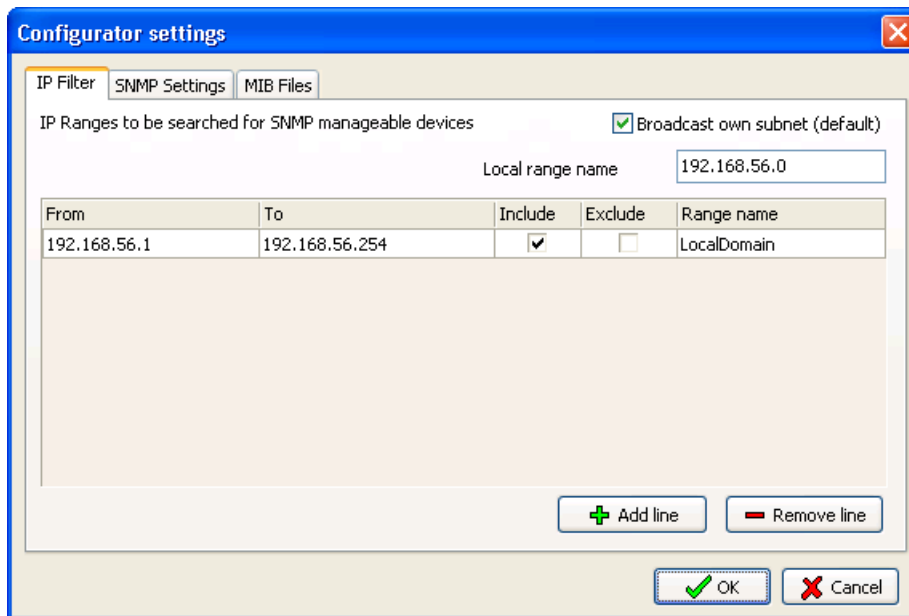 Configurator settings
IP Filter SNMP Settings MIB Files
IP Ranges to be searched for SNMP manageable devices Broadcast own subnet (default)
Local range name 192.168.56.0
From To Include Exclude Range name
192.168.56.1 192.168.56.254 LocalDomain
Add line Remove line
OK Cancel